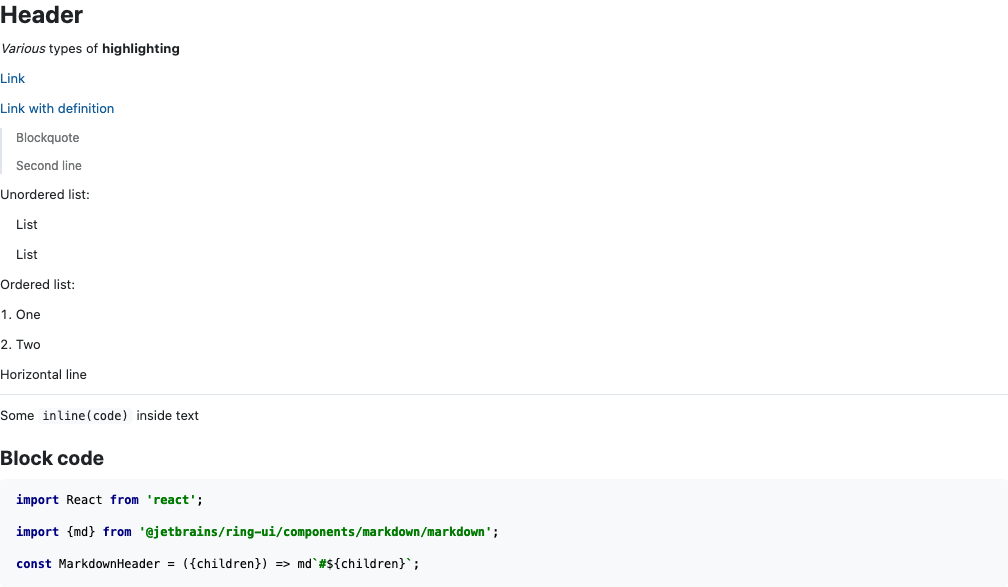 Header
Various types of highlighting
Link
Link with definition
Blockquote
Second line
Unordered list:
List
List
Ordered list:
1. One
2. Two
Horizontal line
Some inline(code) inside text
Block code
import React from 'react';
import {md} from '@jetbrains/ring-ui/components/markdown/markdown';
const MarkdownHeader = ({children}) => md`#${children}`;